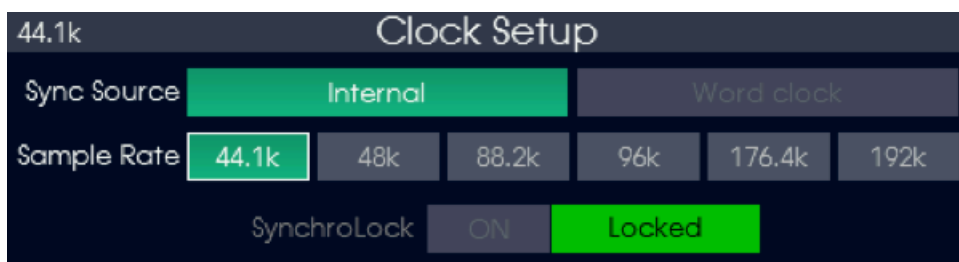 44.1k Clock Setup
Sync Source Internal Word clock
Sample Rate 44.1k 48k 88.2k 96k 176.4k 192k
SynchroLock ON Locked